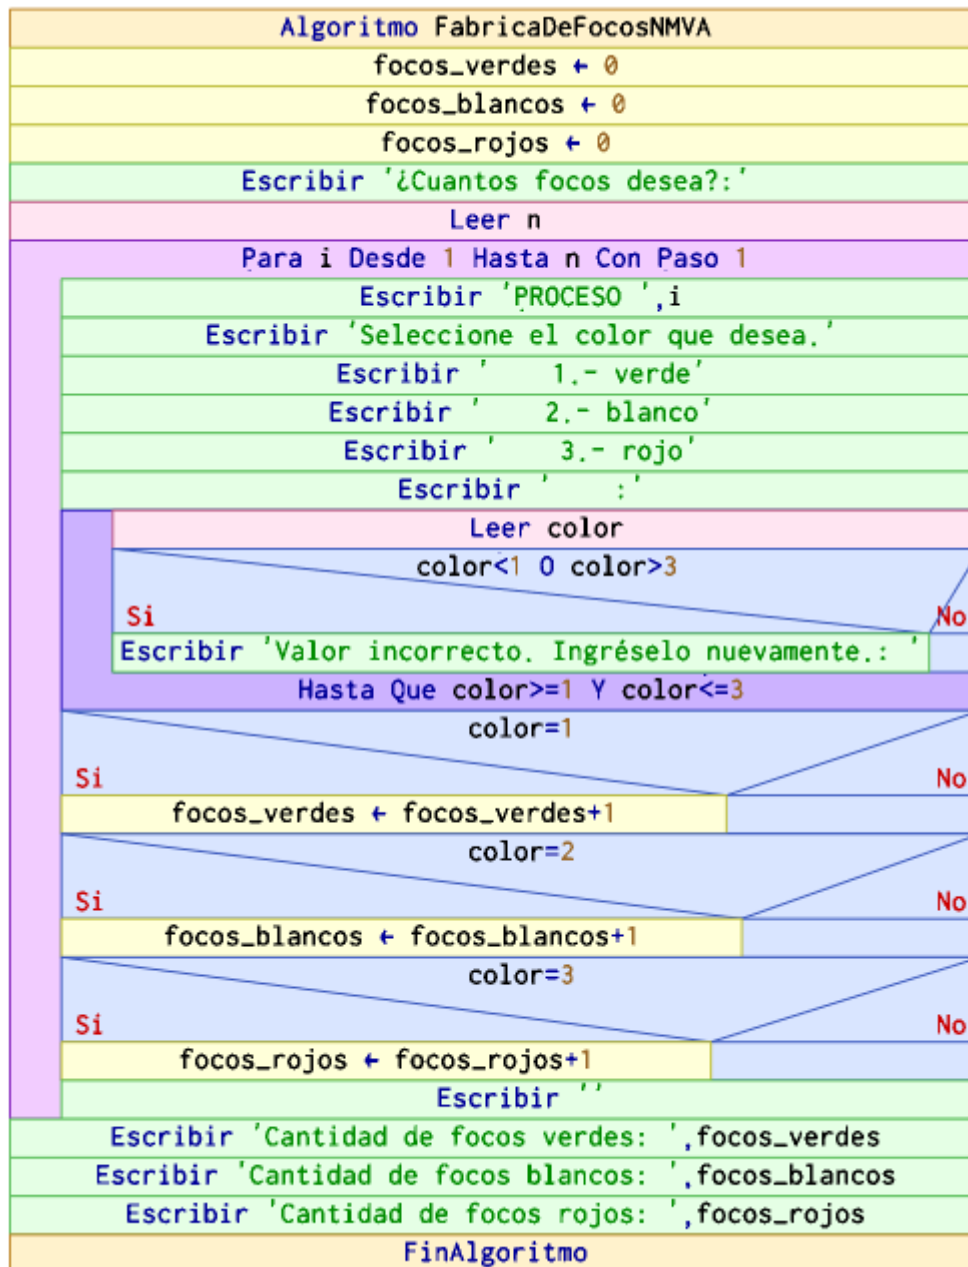 Algoritmo FabricaDeFocosNMVA
focos_verdes ← 0
focos_blancos ← 0
focos_rojos ← 0
Escribir '¿Cuantos focos desea?:'
Leer n
Para i Desde 1 Hasta n Con Paso 1
Escribir 'PROCESO ',i
Escribir 'Seleccione el color que desea.'
Escribir '    1.- verde'
Escribir '    2.- blanco'
Escribir '    3.- rojo'
Escribir '    :'
Leer color
color<1 O color>3
Si No
Escribir 'Valor incorrecto. Ingréselo nuevamente.: '
Hasta Que color>=1 Y color<=3
color=1
Si No
focos_verdes ← focos_verdes+1
color=2
Si No
focos_blancos ← focos_blancos+1
color=3
Si No
focos_rojos ← focos_rojos+1
Escribir ''
Escribir 'Cantidad de focos verdes: ',focos_verdes
Escribir 'Cantidad de focos blancos: ',focos_blancos
Escribir 'Cantidad de focos rojos: ',focos_rojos
FinAlgoritmo